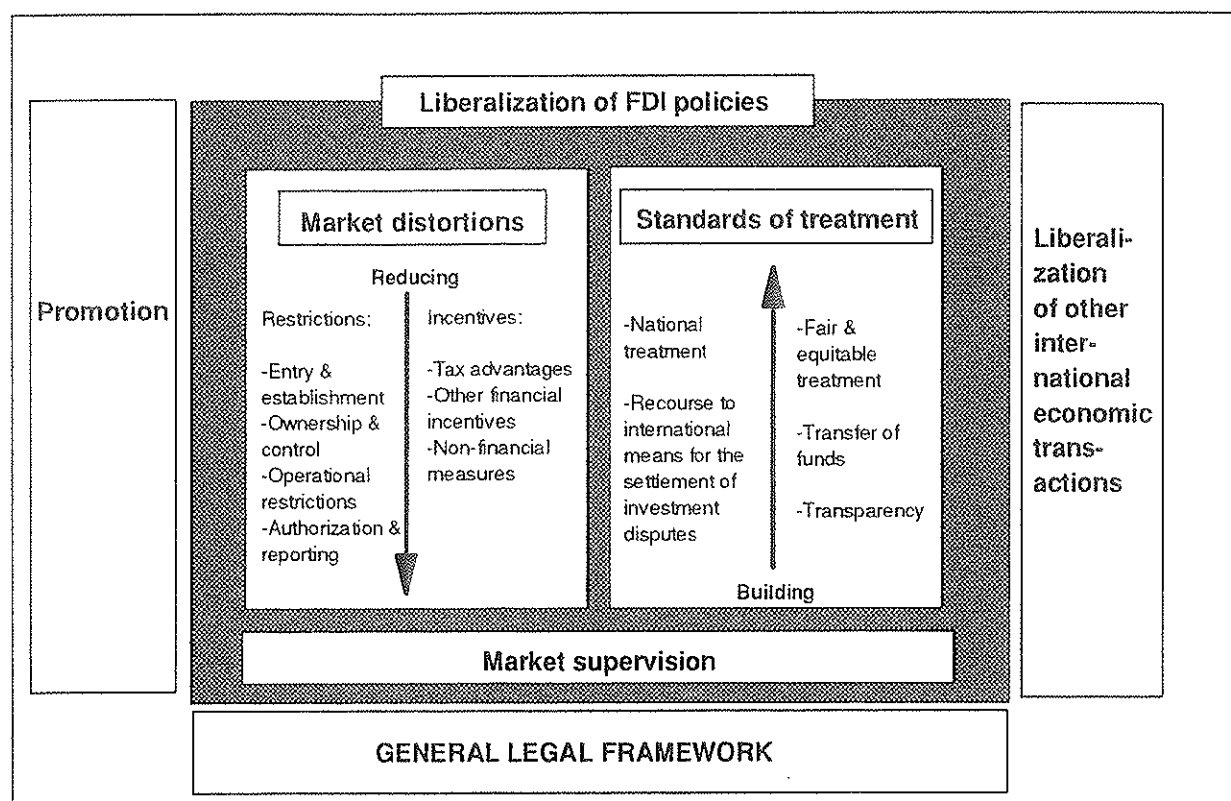 Liberalization of FDI policies
Promotion
Market distortions
Reducing
Restrictions:
-Entry &
establishment
-Ownership &
control
-Operational
restrictions
-Authorization &
reporting
Incentives:
-Tax advantages
-Other financial
incentives
-Non-financial
measures
Standards of treatment
-National
treatment
-Recourse to
international
means for the
settlement of
investment
disputes
-Fair &
equitable
treatment
-Transfer of
funds
-Transparency
Building
Market supervision
Liberali-
zation
of other
inter-
national
economic
trans-
actions
GENERAL LEGAL FRAMEWORK